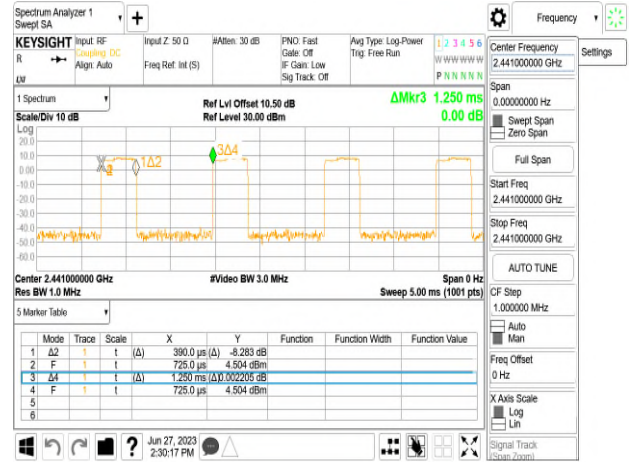 Spectrum Analyzer 1
Swept SA
Frequency
KEYSIGHT
R
Input: RF
Coupling: DC
Align: Auto
Input Z: 50 Ω
Freq Ref: Int (S)
#Atten: 30 dB
PNO: Fast
Gate: Off
IF Gain: Low
Sig Track: Off
Avg Type: Log-Power
Trig: Free Run
1 2 3 4 5 6
W W W W W W
P N N N N N
1 Spectrum
Scale/Div 10 dB
Log
Ref Lvl Offset 10.50 dB
Ref Level 30.00 dBm
ΔMkr3 1.250 ms
0.00 dB
20.0
10.0
0.00
-10.0
-20.0
-30.0
-40.0
-50.0
-60.0
1Δ2
3Δ4
Center 2.441000000 GHz
Res BW 1.0 MHz
#Video BW 3.0 MHz
Span 0 Hz
Sweep 5.00 ms (1001 pts)
5 Marker Table
Mode Trace Scale X Y Function Function Width Function Value
1 Δ2 1 t (Δ) 390.0 µs (Δ) -8.283 dB
2 F 1 t 725.0 µs 4.504 dBm
3 Δ4 1 t (Δ) 1.250 ms (Δ) 0.002205 dB
4 F 1 t 725.0 µs 4.504 dBm
5
6
?
Jun 27, 2023
2:30:17 PM
Center Frequency
2.441000000 GHz
Settings
Span
0.00000000 Hz
Swept Span
Zero Span
Full Span
Start Freq
2.441000000 GHz
Stop Freq
2.441000000 GHz
AUTO TUNE
CF Step
1.000000 MHz
Auto
Man
Freq Offset
0 Hz
X Axis Scale
Log
Lin
Signal Track
(Span Zoom)